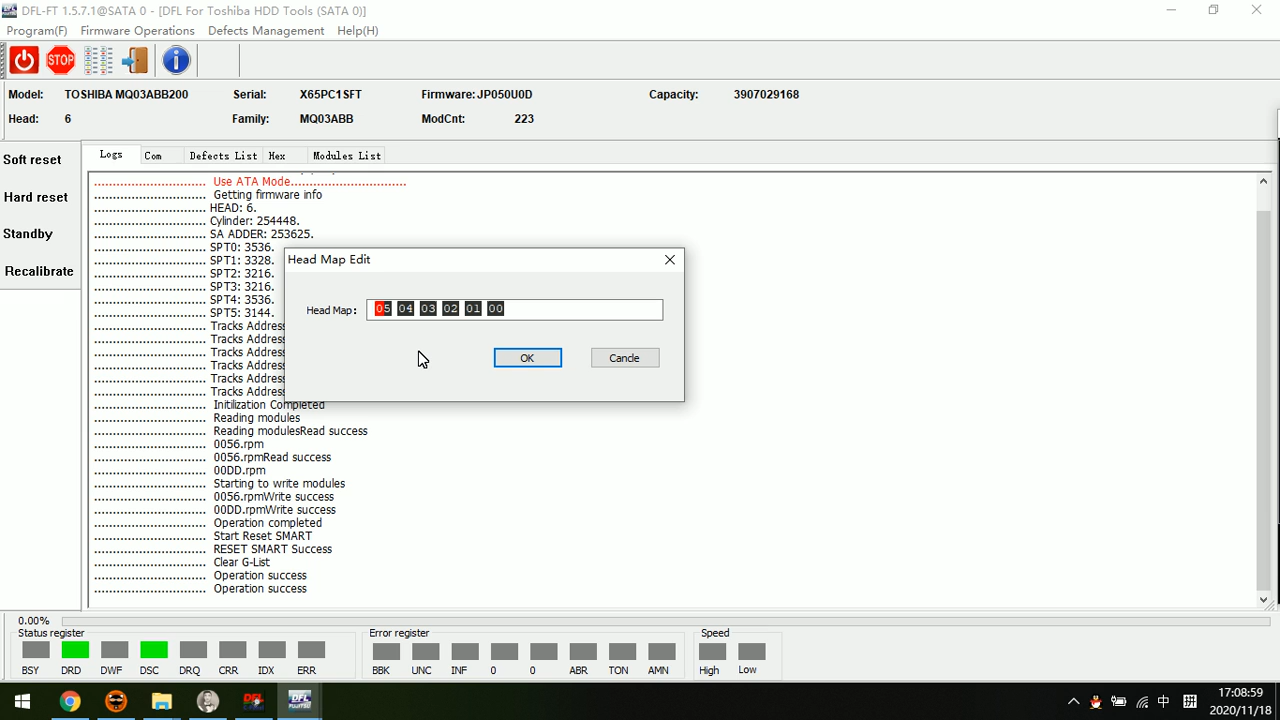 DFL-FT 1.5.7.1@SATA 0 - [DFL For Toshiba HDD Tools (SATA 0)]
Program(F) Firmware Operations Defects Management Help(H)
STOP
Model: TOSHIBA MQ03ABB200 Serial: X65PC1SFT Firmware: JP050U0D Capacity: 3907029168
Head: 6 Family: MQ03ABB ModCnt: 223
Soft reset
Hard reset
Standby
Recalibrate
Logs Com Defects List Hex Modules List
............................... Use ATA Mode................................
............................... Getting firmware info
............................... HEAD: 6.
............................... Cylinder: 254448.
............................... SA ADDER: 253625.
............................... SPT0: 3536.
............................... SPT1: 3328.
............................... SPT2: 3216.
............................... SPT3: 3216.
............................... SPT4: 3536.
............................... SPT5: 3144.
............................... Tracks Address
............................... Tracks Address
............................... Tracks Address
............................... Tracks Address
............................... Tracks Address
............................... Tracks Address
............................... Initilization Completed
............................... Reading modules
............................... Reading modulesRead success
............................... 0056.rpm
............................... 0056.rpmRead success
............................... 00DD.rpm
............................... Starting to write modules
............................... 0056.rpmWrite success
............................... 00DD.rpmWrite success
............................... Operation completed
............................... Start Reset SMART
............................... RESET SMART Success
............................... Clear G-List
............................... Operation success
............................... Operation success
Head Map Edit
Head Map: 05 04 03 02 01 00
OK Cancle
0.00%
Status register Error register Speed
BSY DRD DWF DSC DRQ CRR IDX ERR BBK UNC INF 0 0 ABR TON AMN High Low
DFL
DFL
FUJITSU
中
17:08:59
2020/11/18